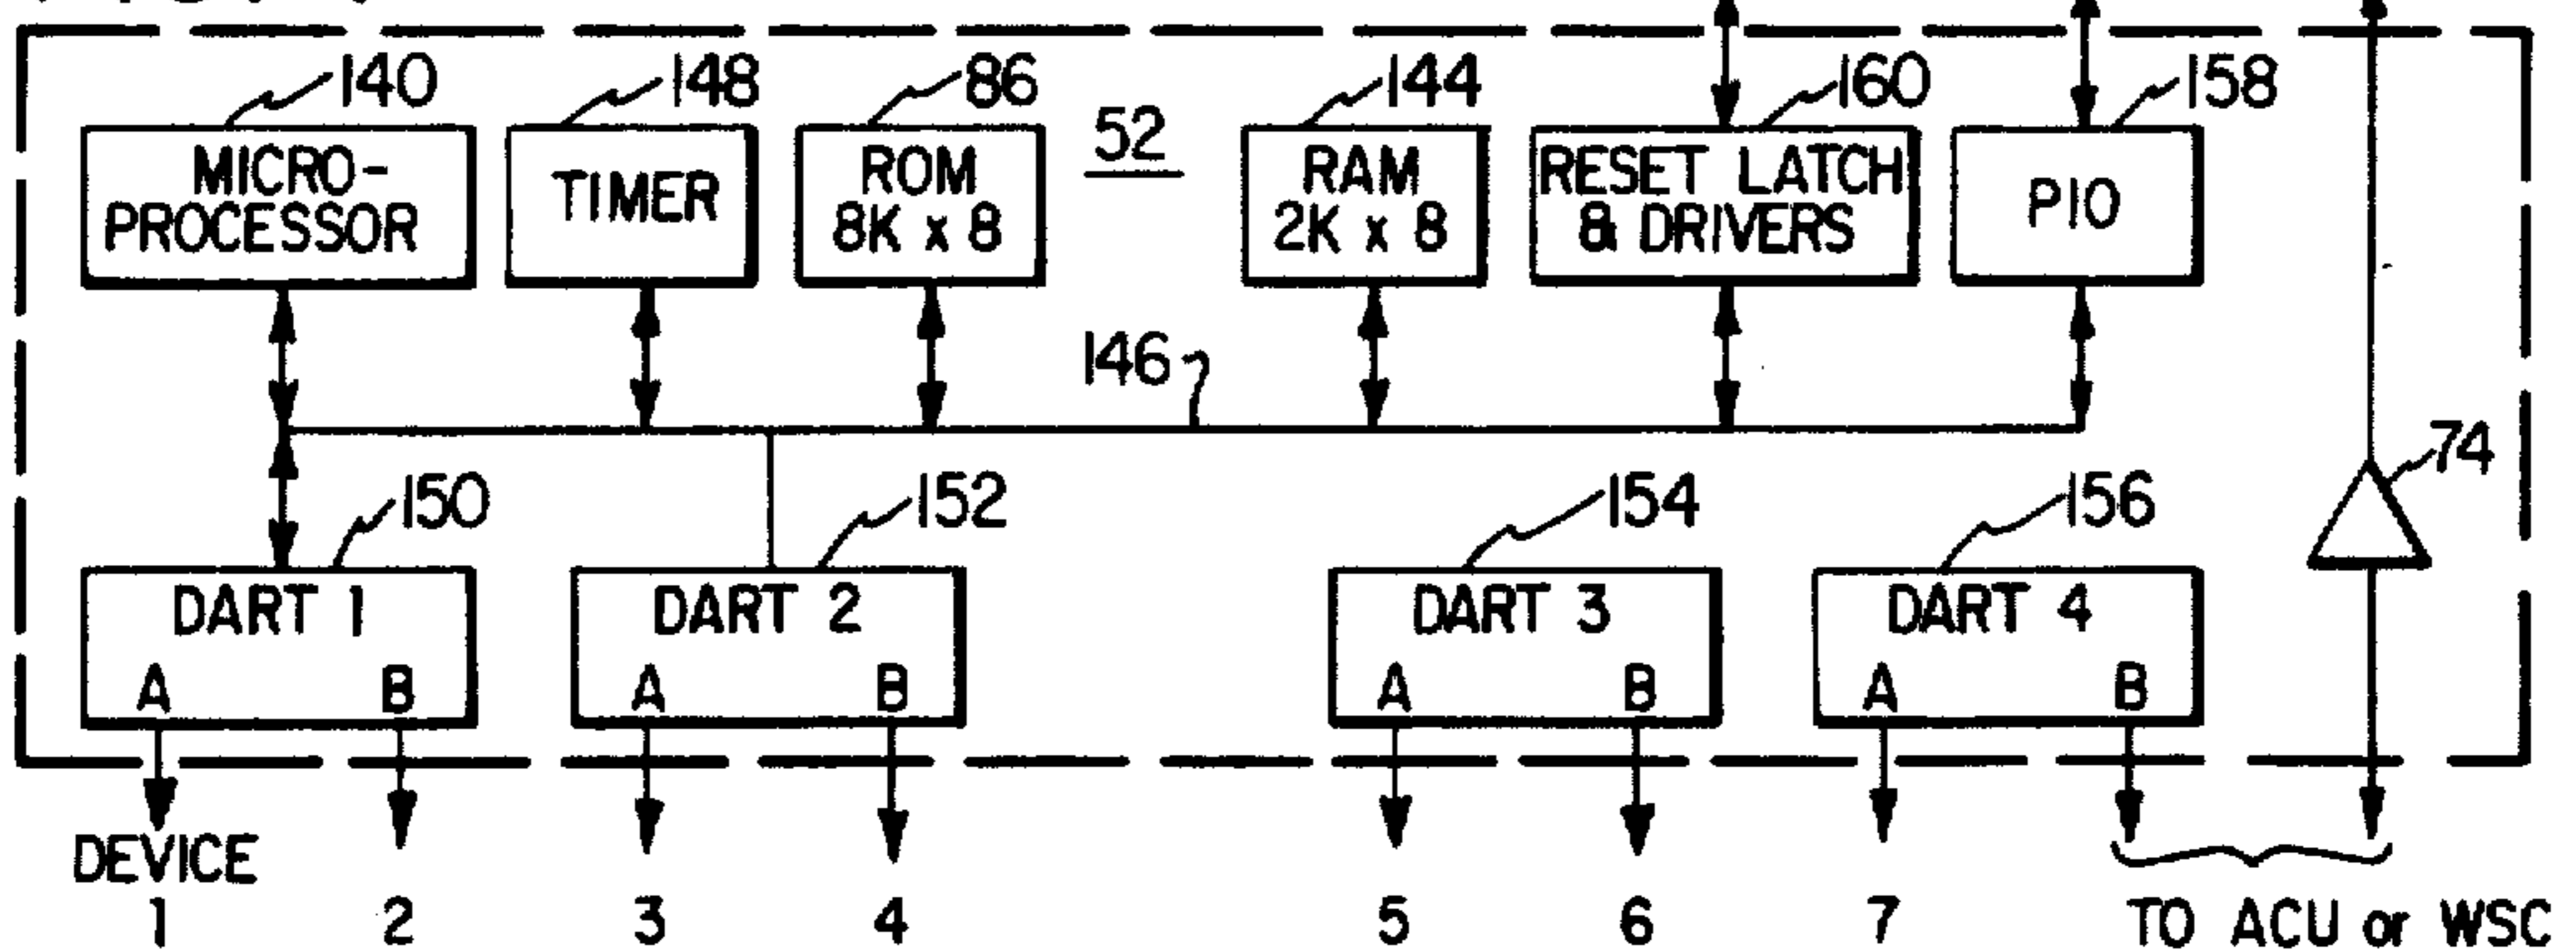 140
148
86
52
144
160
158
MICRO-
PROCESSOR
TIMER
ROM
8K x 8
RAM
2K x 8
RESET LATCH
& DRIVERS
PIO
146
74
150
152
154
156
DART 1
A B
DART 2
A B
DART 3
A B
DART 4
A B
DEVICE
1 2 3 4 5 6 7 TO ACU or WSC